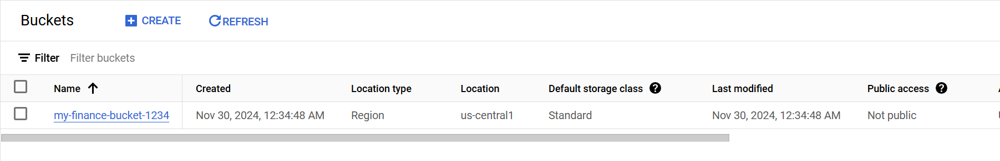 Buckets CREATE REFRESH
Filter Filter buckets
Name Created Location type Location Default storage class Last modified Public access
my-finance-bucket-1234 Nov 30, 2024, 12:34:48 AM Region us-central1 Standard Nov 30, 2024, 12:34:48 AM Not public